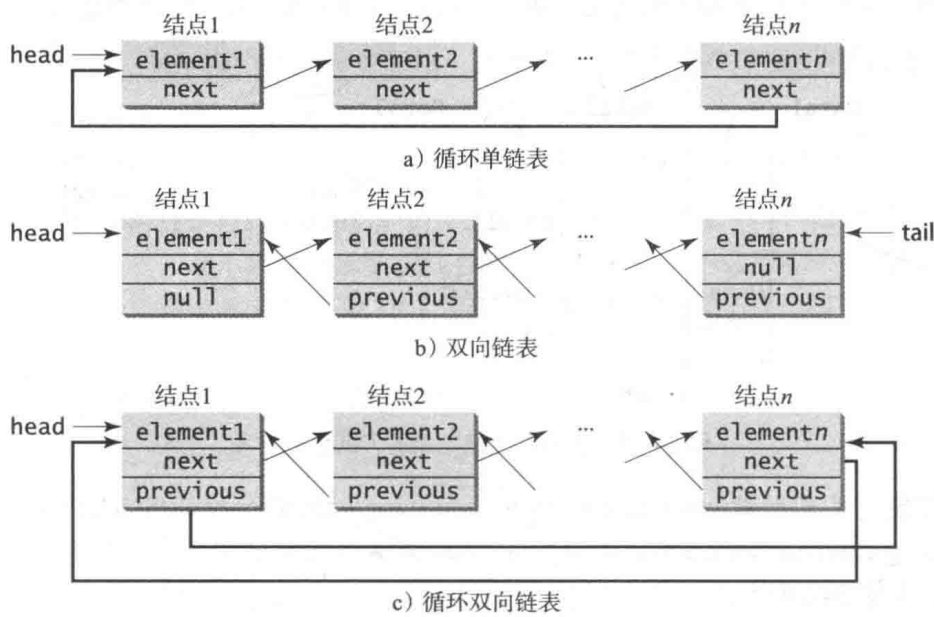 结点1 结点2 结点n
head element1 element2 ... elementn
next next next
a）循环单链表
结点1 结点2 结点n
head element1 element2 ... elementn tail
next next null
null previous previous
b）双向链表
结点1 结点2 结点n
head element1 element2 ... elementn
next next next
previous previous previous
c）循环双向链表